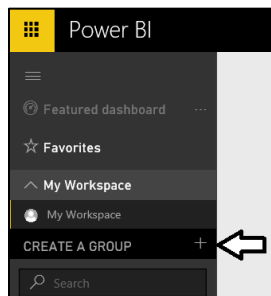 Power BI
Featured dashboard ...
Favorites
My Workspace
My Workspace
CREATE A GROUP +
Search